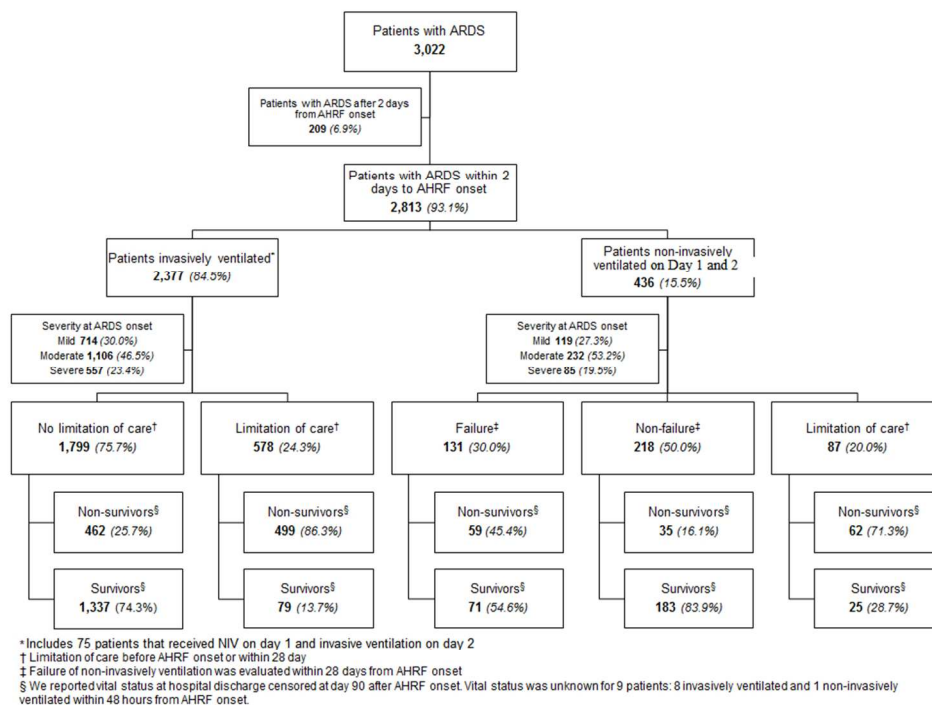 Patients with ARDS
3,022
Patients with ARDS after 2 days
from AHRF onset
209 (6.9%)
Patients with ARDS within 2
days to AHRF onset
2,813 (93.1%)
Patients invasively ventilated*
2,377 (84.5%)
Patients non-invasively
ventilated on Day 1 and 2
436 (15.5%)
Severity at ARDS onset
Mild 714 (30.0%)
Moderate 1,106 (46.5%)
Severe 557 (23.4%)
Severity at ARDS onset
Mild 119 (27.3%)
Moderate 232 (53.2%)
Severe 85 (19.5%)
No limitation of care†
1,799 (75.7%)
Limitation of care†
578 (24.3%)
Failure‡
131 (30.0%)
Non-failure‡
218 (50.0%)
Limitation of care†
87 (20.0%)
Non-survivors§
462 (25.7%)
Non-survivors§
499 (86.3%)
Non-survivors§
59 (45.4%)
Non-survivors§
35 (16.1%)
Non-survivors§
62 (71.3%)
Survivors§
1,337 (74.3%)
Survivors§
79 (13.7%)
Survivors§
71 (54.6%)
Survivors§
183 (83.9%)
Survivors§
25 (28.7%)
*Includes 75 patients that received NIV on day 1 and invasive ventilation on day 2
† Limitation of care before AHRF onset or within 28 day
‡ Failure of non-invasively ventilation was evaluated within 28 days from AHRF onset
§ We reported vital status at hospital discharge censored at day 90 after AHRF onset. Vital status was unknown for 9 patients: 8 invasively ventilated and 1 non-invasively
ventilated within 48 hours from AHRF onset.